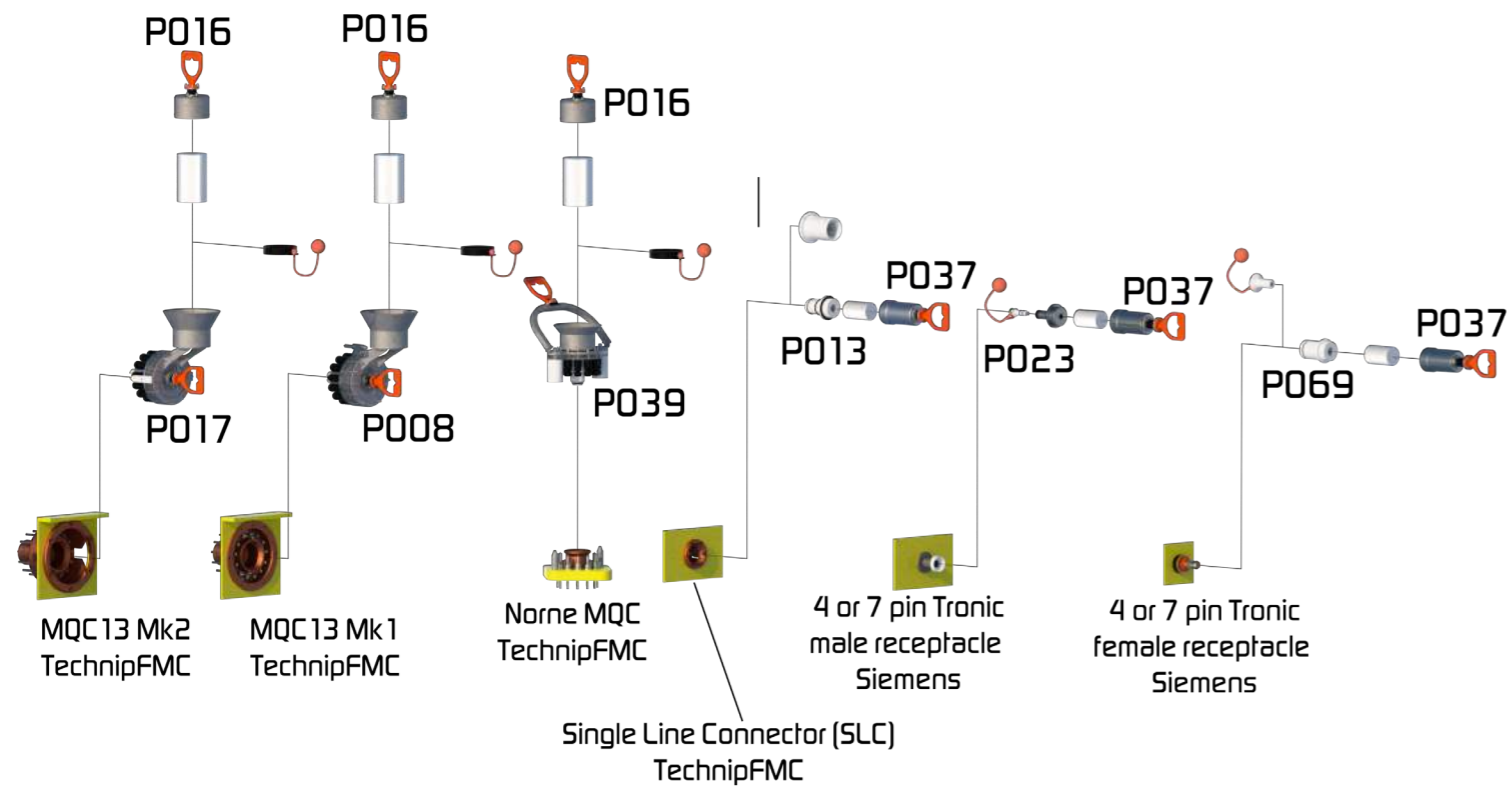 P016
P016
P016
P037
P037
P037
P013
P023
P069
P039
P017
P008
MQC13 Mk2
TechnipFMC
MQC13 Mk1
TechnipFMC
Norne MQC
TechnipFMC
4 or 7 pin Tronic
male receptacle
Siemens
4 or 7 pin Tronic
female receptacle
Siemens
Single Line Connector (SLC)
TechnipFMC